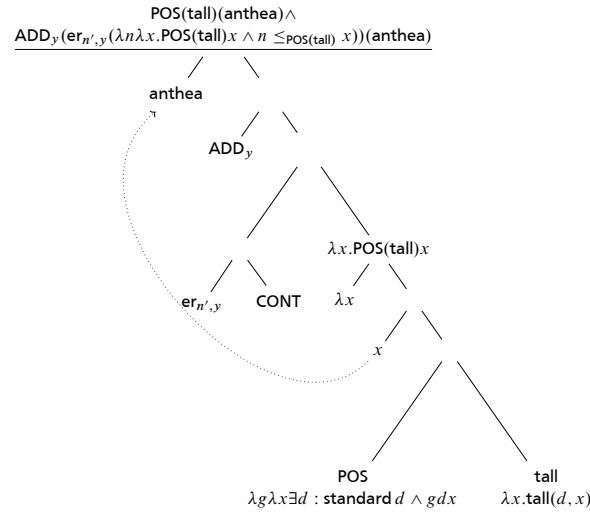 POS(tall)(anthea)∧
ADD_y(er_{n′,y}(λnλx.POS(tall)x ∧ n ≤_{POS(tall)} x))(anthea)
anthea
ADD_y
λx.POS(tall)x
er_{n′,y} CONT λx
x
POS tall
λgλx∃d : standard d ∧ gdx λx.tall(d, x)